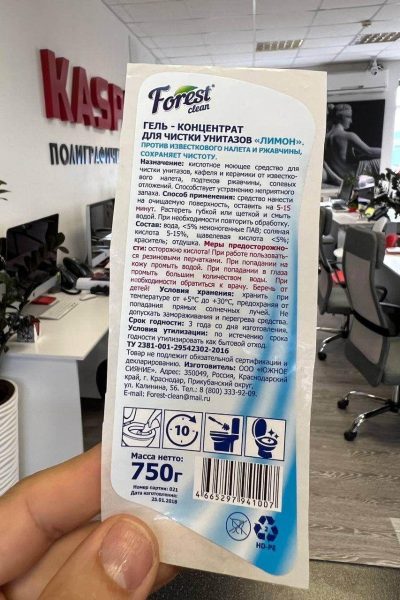 KASP
ПОЛИГРАФИЧ
Forest
clean
ГЕЛЬ - КОНЦЕНТРАТ
ДЛЯ ЧИСТКИ УНИТАЗОВ «ЛИМОН».
ПРОТИВ ИЗВЕСТКОВОГО НАЛЕТА И РЖАВЧИНЫ,
СОХРАНЯЕТ ЧИСТОТУ.
Назначение: кислотное моющее средство для
чистки унитазов, кафеля и керамики от известко-
вого налета, подтеков ржавчины, солевых
отложений. Способствует устранению неприятного
запаха. Способ применения: средство нанести
на очищаемую поверхность, оставить на 5-15
минут. Растереть губкой или щеткой и смыть
водой. При необходимости повторить обработку.
Состав: вода, <5% неионогенные ПАВ; соляная
кислота 5-15%, щавелевая кислота <5%;
краситель; отдушка. Меры предосторожно-
сти: осторожно кислота! При работе пользовать-
ся резиновыми перчатками. При попадании на
кожу промыть водой. При попадании в глаза
промыть большим количеством воды. При
необходимости обратиться к врачу. Беречь от
детей! Условия хранения: хранить при
температуре от +5°С до +30°С, предохраняя от
попадания прямых солнечных лучей. Не
допускать замораживания и перегрева средства.
Срок годности: 3 года со дня изготовления.
Условия утилизации: по истечению срока
годности утилизировать как бытовой отход.
ТУ 2381-001-29542302-2016
Товар не подлежит обязательной сертификации и
декларированию. Изготовитель: ООО «ЮЖНОЕ
СИЯНИЕ», Адрес: 350049, Россия, Краснодарский
край, г. Краснодар, Прикубанский округ,
ул. Калинина, 56. Тел.: 8 (800) 333-92-09.
E-mail: Forest-clean@mail.ru
-10-
Масса нетто:
750г
Номер партии: 021
Дата изготовления:
25.01.2018
4 665297 941007
2
HD-PE